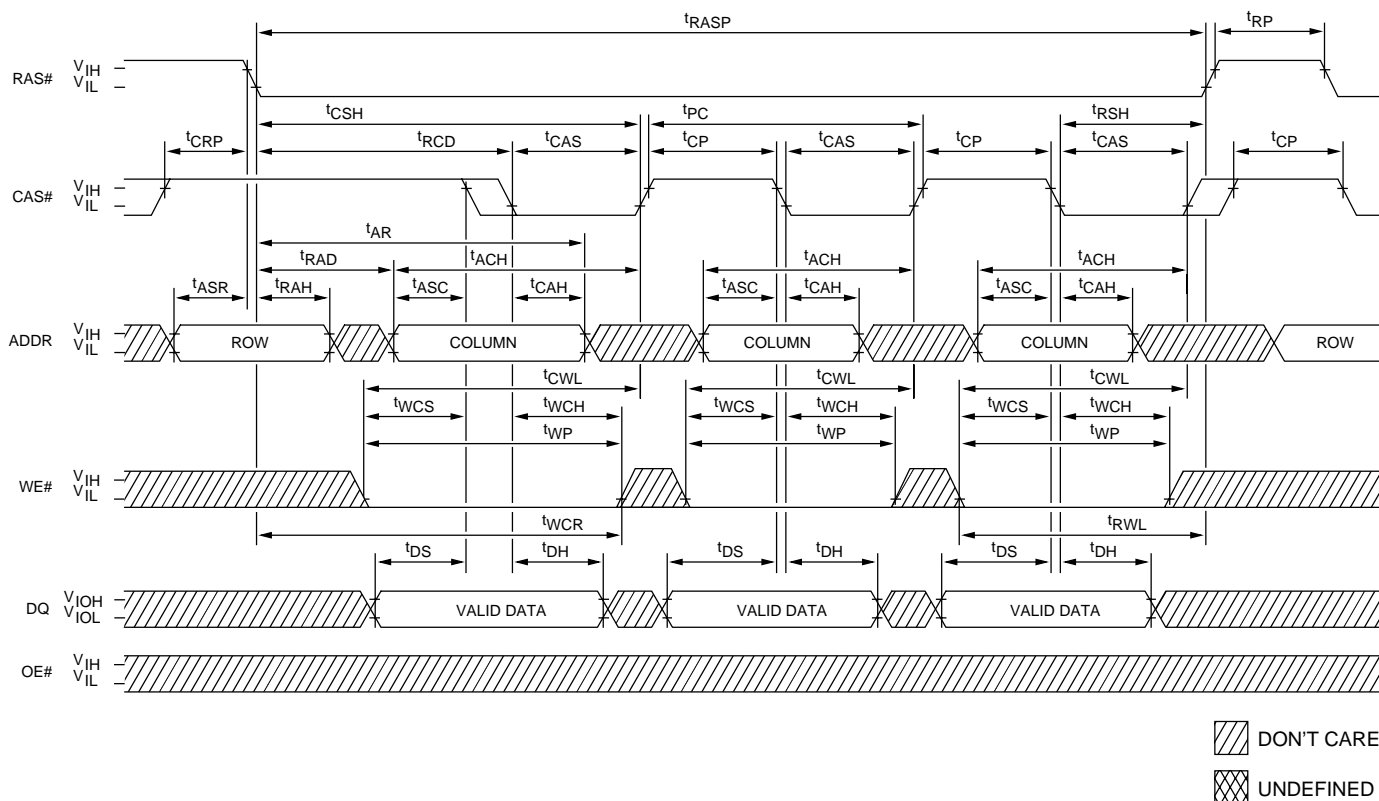 tRASP tRP
RAS# VIH
VIL
tCSH tPC tRSH
tCRP tRCD tCAS tCP tCAS tCP tCAS tCP
CAS# VIH
VIL
tAR
tRAD tACH tACH tACH
tASR tRAH tASC tCAH tASC tCAH tASC tCAH
ADDR VIH
VIL
ROW COLUMN COLUMN COLUMN ROW
tCWL tCWL tCWL
tWCS tWCH tWCS tWCH tWCS tWCH
tWP tWP tWP
WE# VIH
VIL
tWCR tRWL
tDS tDH tDS tDH tDS tDH
DQ VIOH
VIOL
VALID DATA VALID DATA VALID DATA
OE# VIH
VIL
DON'T CARE
UNDEFINED